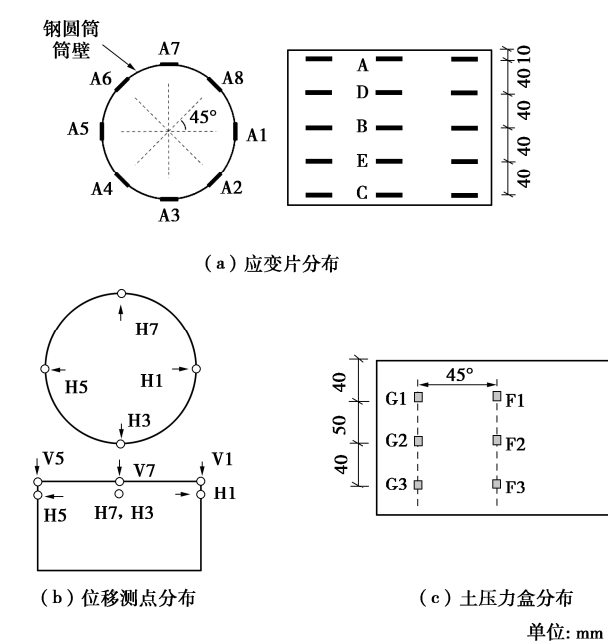 钢圆筒
筒壁
A7
A6
A8
45°
A5
A1
A4
A2
A3
A
D
B
E
C
10
40
40
40
40
(a) 应变片分布
H7
H5
H1
H3
V5
V7
V1
H5
H7, H3
H1
(b) 位移测点分布
45°
40
50
40
G1
F1
G2
F2
G3
F3
(c) 土压力盒分布
单位: mm